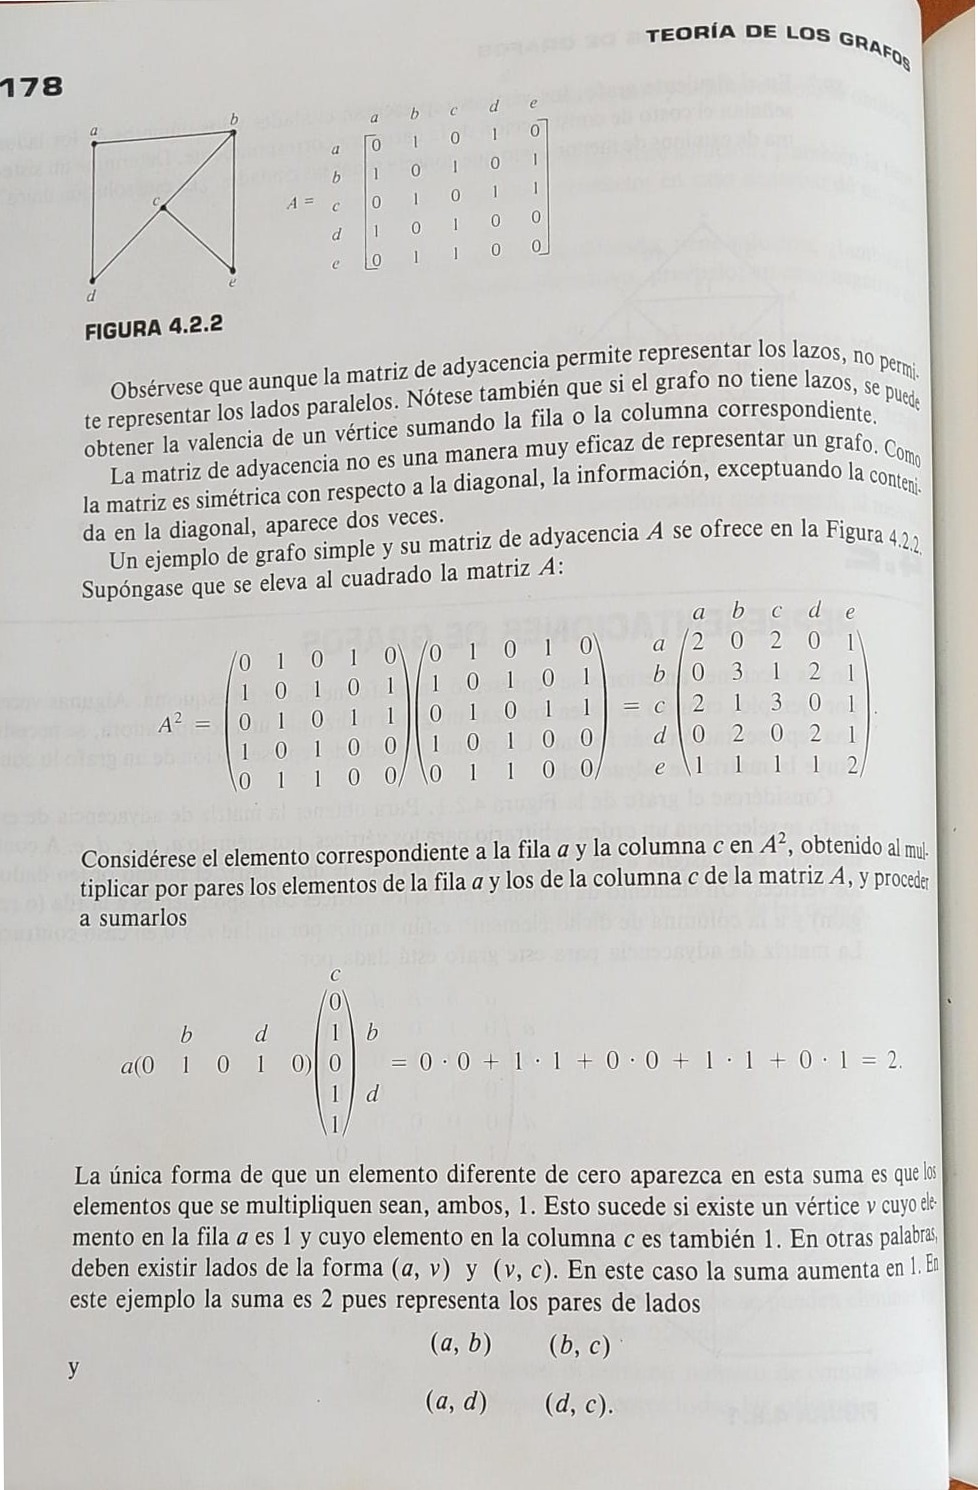 TEORÍA DE LOS GRAFOS
178
a b
c
d e
a b c d e
a 0 1 0 1 0
b 1 0 1 0 1
A = c 0 1 0 1 1
d 1 0 1 0 0
e 0 1 1 0 0
FIGURA 4.2.2
Obsérvese que aunque la matriz de adyacencia permite representar los lazos, no permi-
te representar los lados paralelos. Nótese también que si el grafo no tiene lazos, se puede
obtener la valencia de un vértice sumando la fila o la columna correspondiente.
La matriz de adyacencia no es una manera muy eficaz de representar un grafo. Como
la matriz es simétrica con respecto a la diagonal, la información, exceptuando la conteni-
da en la diagonal, aparece dos veces.
Un ejemplo de grafo simple y su matriz de adyacencia A se ofrece en la Figura 4.2.2.
Supóngase que se eleva al cuadrado la matriz A:
a b c d e
(0 1 0 1 0) (0 1 0 1 0) a (2 0 2 0 1)
1 0 1 0 1 1 0 1 0 1 b 0 3 1 2 1
A² = 0 1 0 1 1 0 1 0 1 1 = c 2 1 3 0 1 .
1 0 1 0 0 1 0 1 0 0 d 0 2 0 2 1
0 1 1 0 0 0 1 1 0 0 e 1 1 1 1 2
Considérese el elemento correspondiente a la fila a y la columna c en A², obtenido al mul-
tiplicar por pares los elementos de la fila a y los de la columna c de la matriz A, y proceder
a sumarlos
c
0
b d 1 b
a(0 1 0 1 0) 0 = 0 · 0 + 1 · 1 + 0 · 0 + 1 · 1 + 0 · 1 = 2.
1 d
1
La única forma de que un elemento diferente de cero aparezca en esta suma es que los
elementos que se multipliquen sean, ambos, 1. Esto sucede si existe un vértice v cuyo ele-
mento en la fila a es 1 y cuyo elemento en la columna c es también 1. En otras palabras,
deben existir lados de la forma (a, v) y (v, c). En este caso la suma aumenta en 1. En
este ejemplo la suma es 2 pues representa los pares de lados
(a, b) (b, c)
y
(a, d) (d, c).